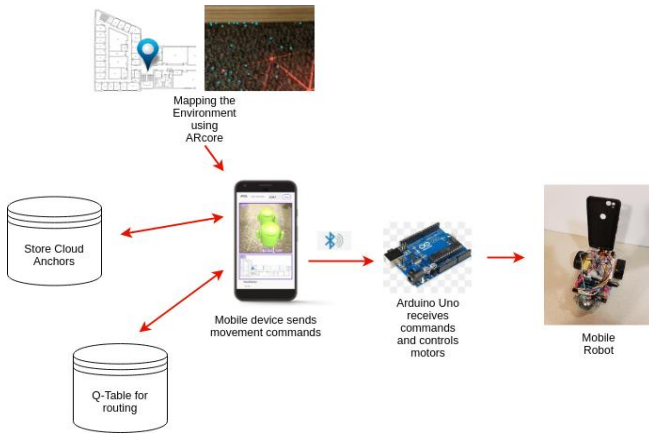 Mapping the
Environment
using
ARcore
Store Cloud
Anchors
Mobile device sends
movement commands
Arduino Uno
receives
commands
and controls
motors
Mobile
Robot
Q-Table for
routing